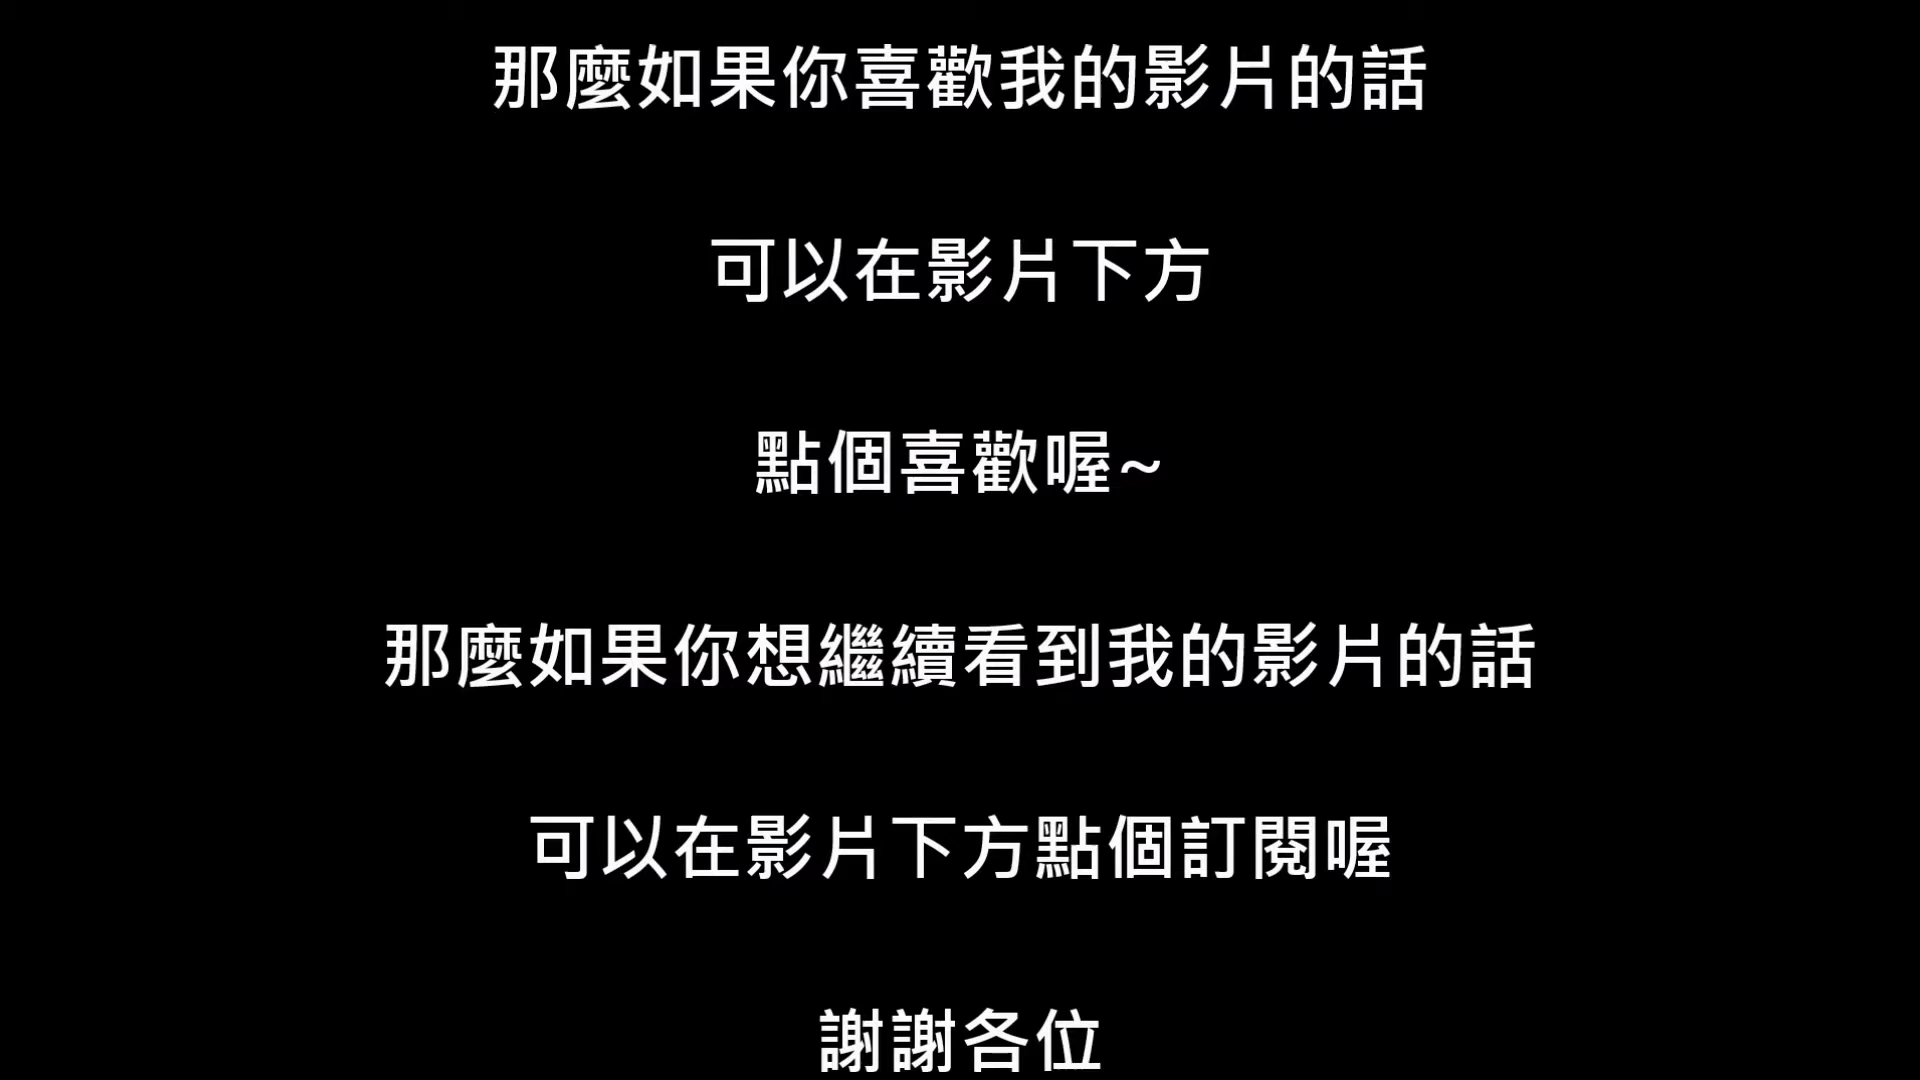 那麼如果你喜歡我的影片的話
可以在影片下方
點個喜歡喔~
那麼如果你想繼續看到我的影片的話
可以在影片下方點個訂閱喔
謝謝各位